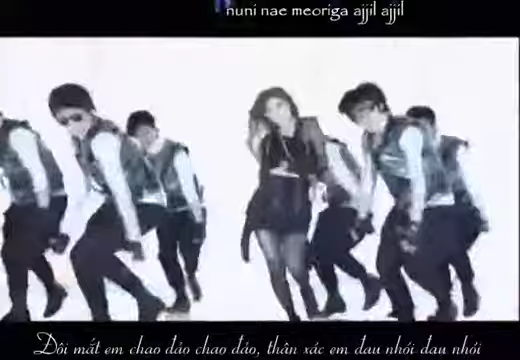 nuni nae meoriga ajjil ajjil
Đôi mắt em chao đảo chao đảo, thân xác em đau nhói đau nhói